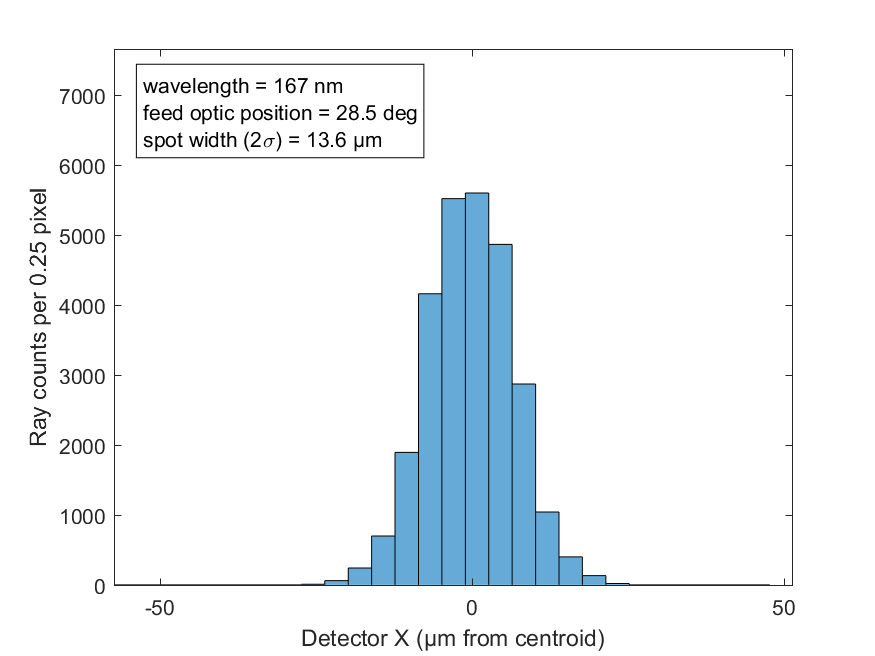 wavelength = 167 nm
feed optic position = 28.5 deg
spot width (2σ) = 13.6 µm
7000
6000
5000
4000
3000
2000
1000
0
Ray counts per 0.25 pixel
-50
0
50
Detector X (µm from centroid)